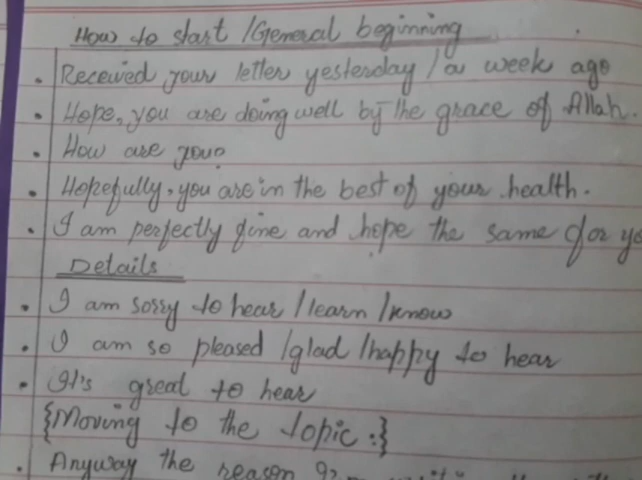 How to start /General beginning
• Received your letter yesterday / a week ago
• Hope, you are doing well by the grace of Allah.
• How are you?
• Hopefully, you are in the best of your health.
• I am perfectly fine and hope the same for yo
Details
• I am sorry to hear / learn / know
• I am so pleased /glad /happy to hear
• It's great to hear
{Moving to the topic :}
• Anyway the reason